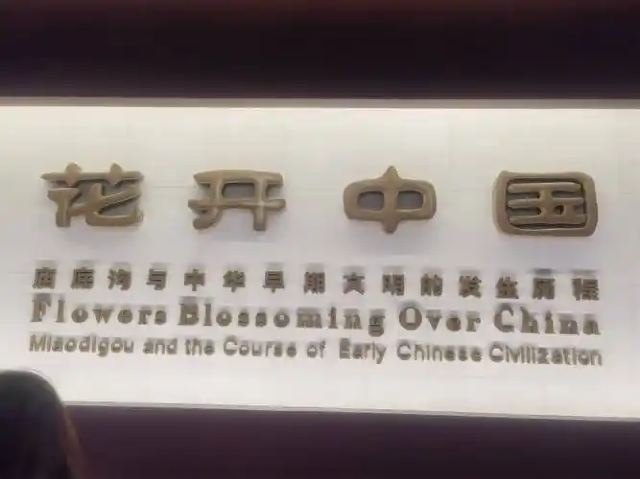 花开中国
庙底沟与中华早期文明的发生历程
Flowers Blossoming Over China
Miaodigou and the Course of Early Chinese Civilization